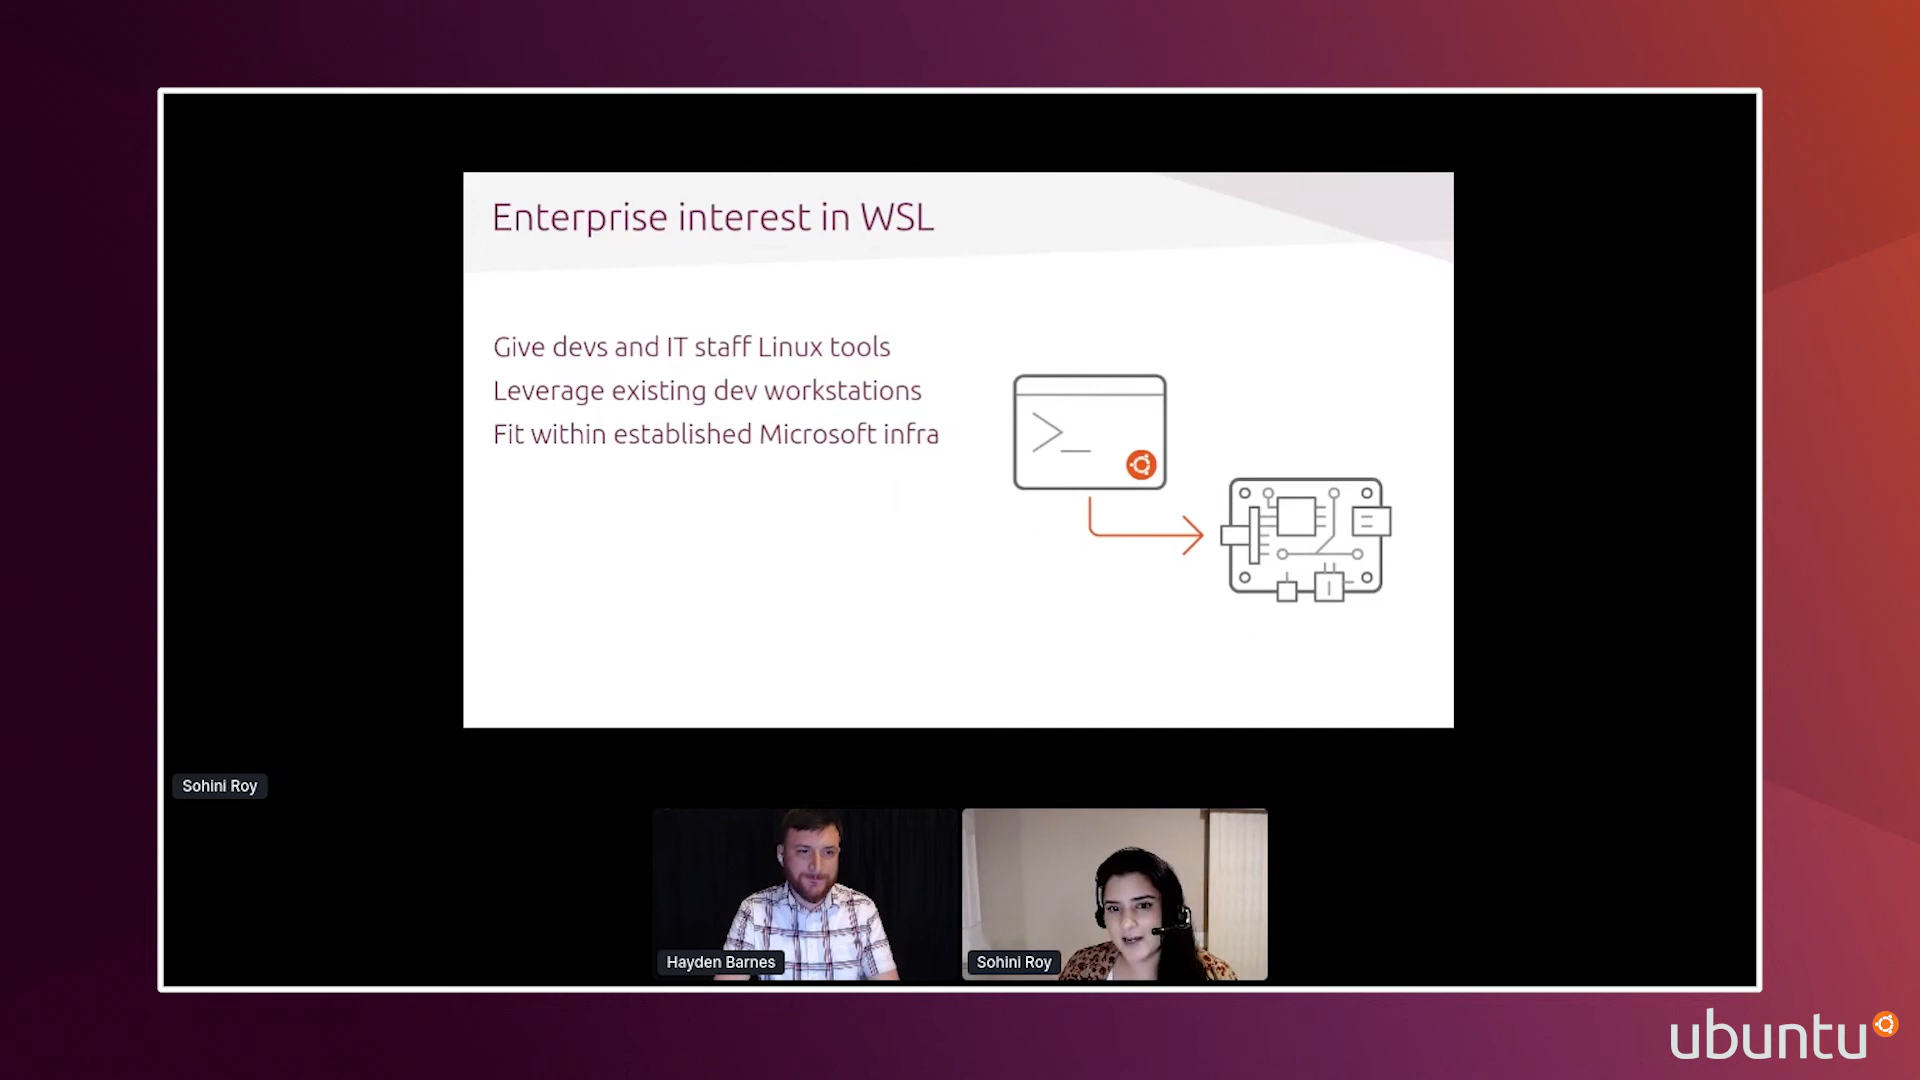 Enterprise interest in WSL
Give devs and IT staff Linux tools
Leverage existing dev workstations
Fit within established Microsoft infra
>_
Sohini Roy
Hayden Barnes
Sohini Roy
ubuntu